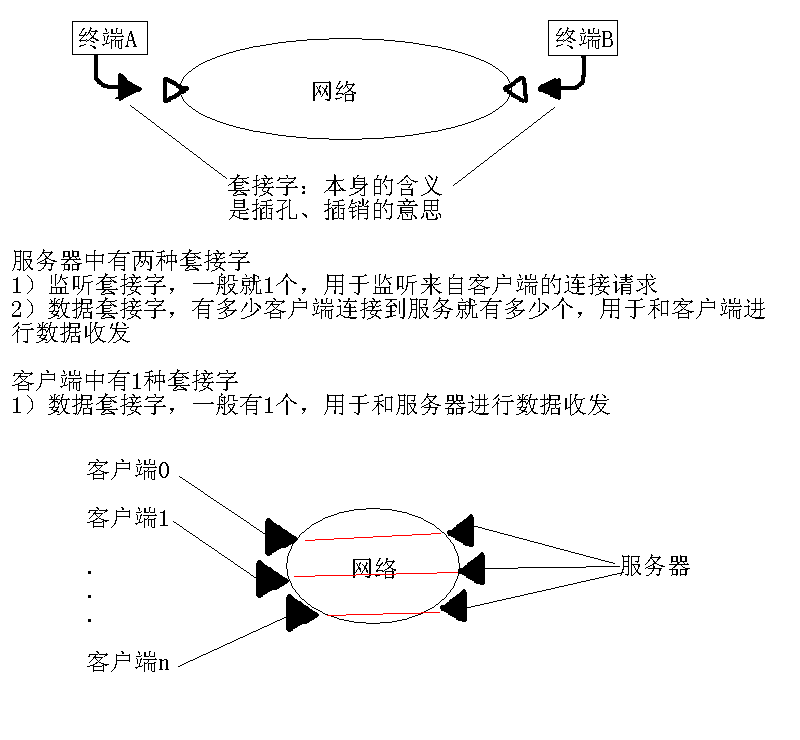 终端A
终端B
网络
套接字：本身的含义
是插孔、插销的意思
服务器中有两种套接字
1）监听套接字，一般就1个，用于监听来自客户端的连接请求
2）数据套接字，有多少客户端连接到服务就有多少个，用于和客户端进
行数据收发
客户端中有1种套接字
1）数据套接字，一般有1个，用于和服务器进行数据收发
客户端0
客户端1
网络
服务器
.
.
.
客户端n